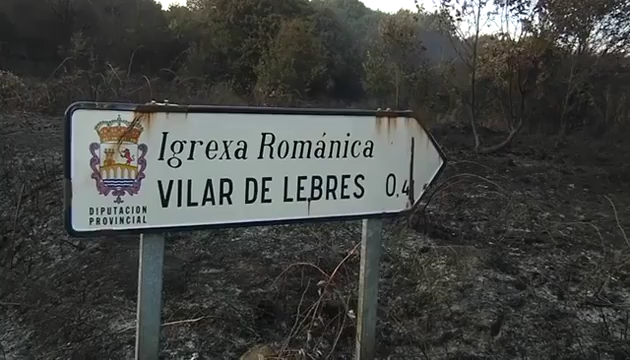 Igrexa Románica
VILAR DE LEBRES 0,4
DIPUTACION
PROVINCIAL